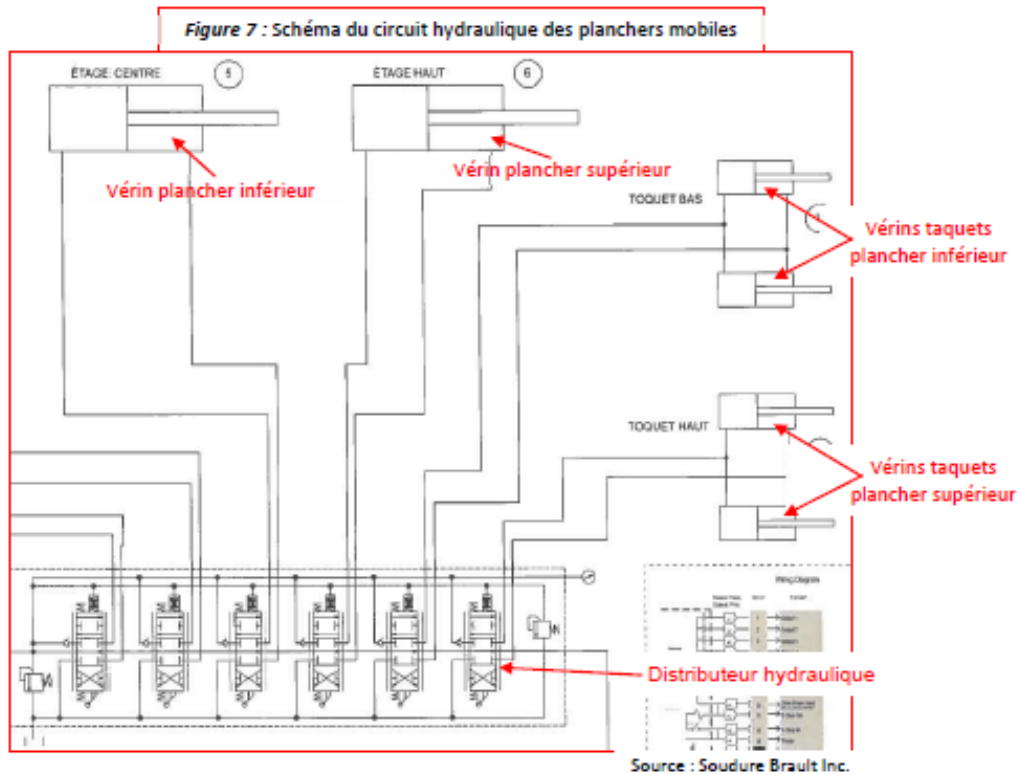 Figure 7 : Schéma du circuit hydraulique des planchers mobiles
ÉTAGE CENTRE
5
ÉTAGE HAUT
6
Vérin plancher inférieur
Vérin plancher supérieur
TOQUET BAS
Vérins taquets
plancher inférieur
TOQUET HAUT
Vérins taquets
plancher supérieur
Wiring Diagram
Distributeur hydraulique
Source : Soudure Brault Inc.